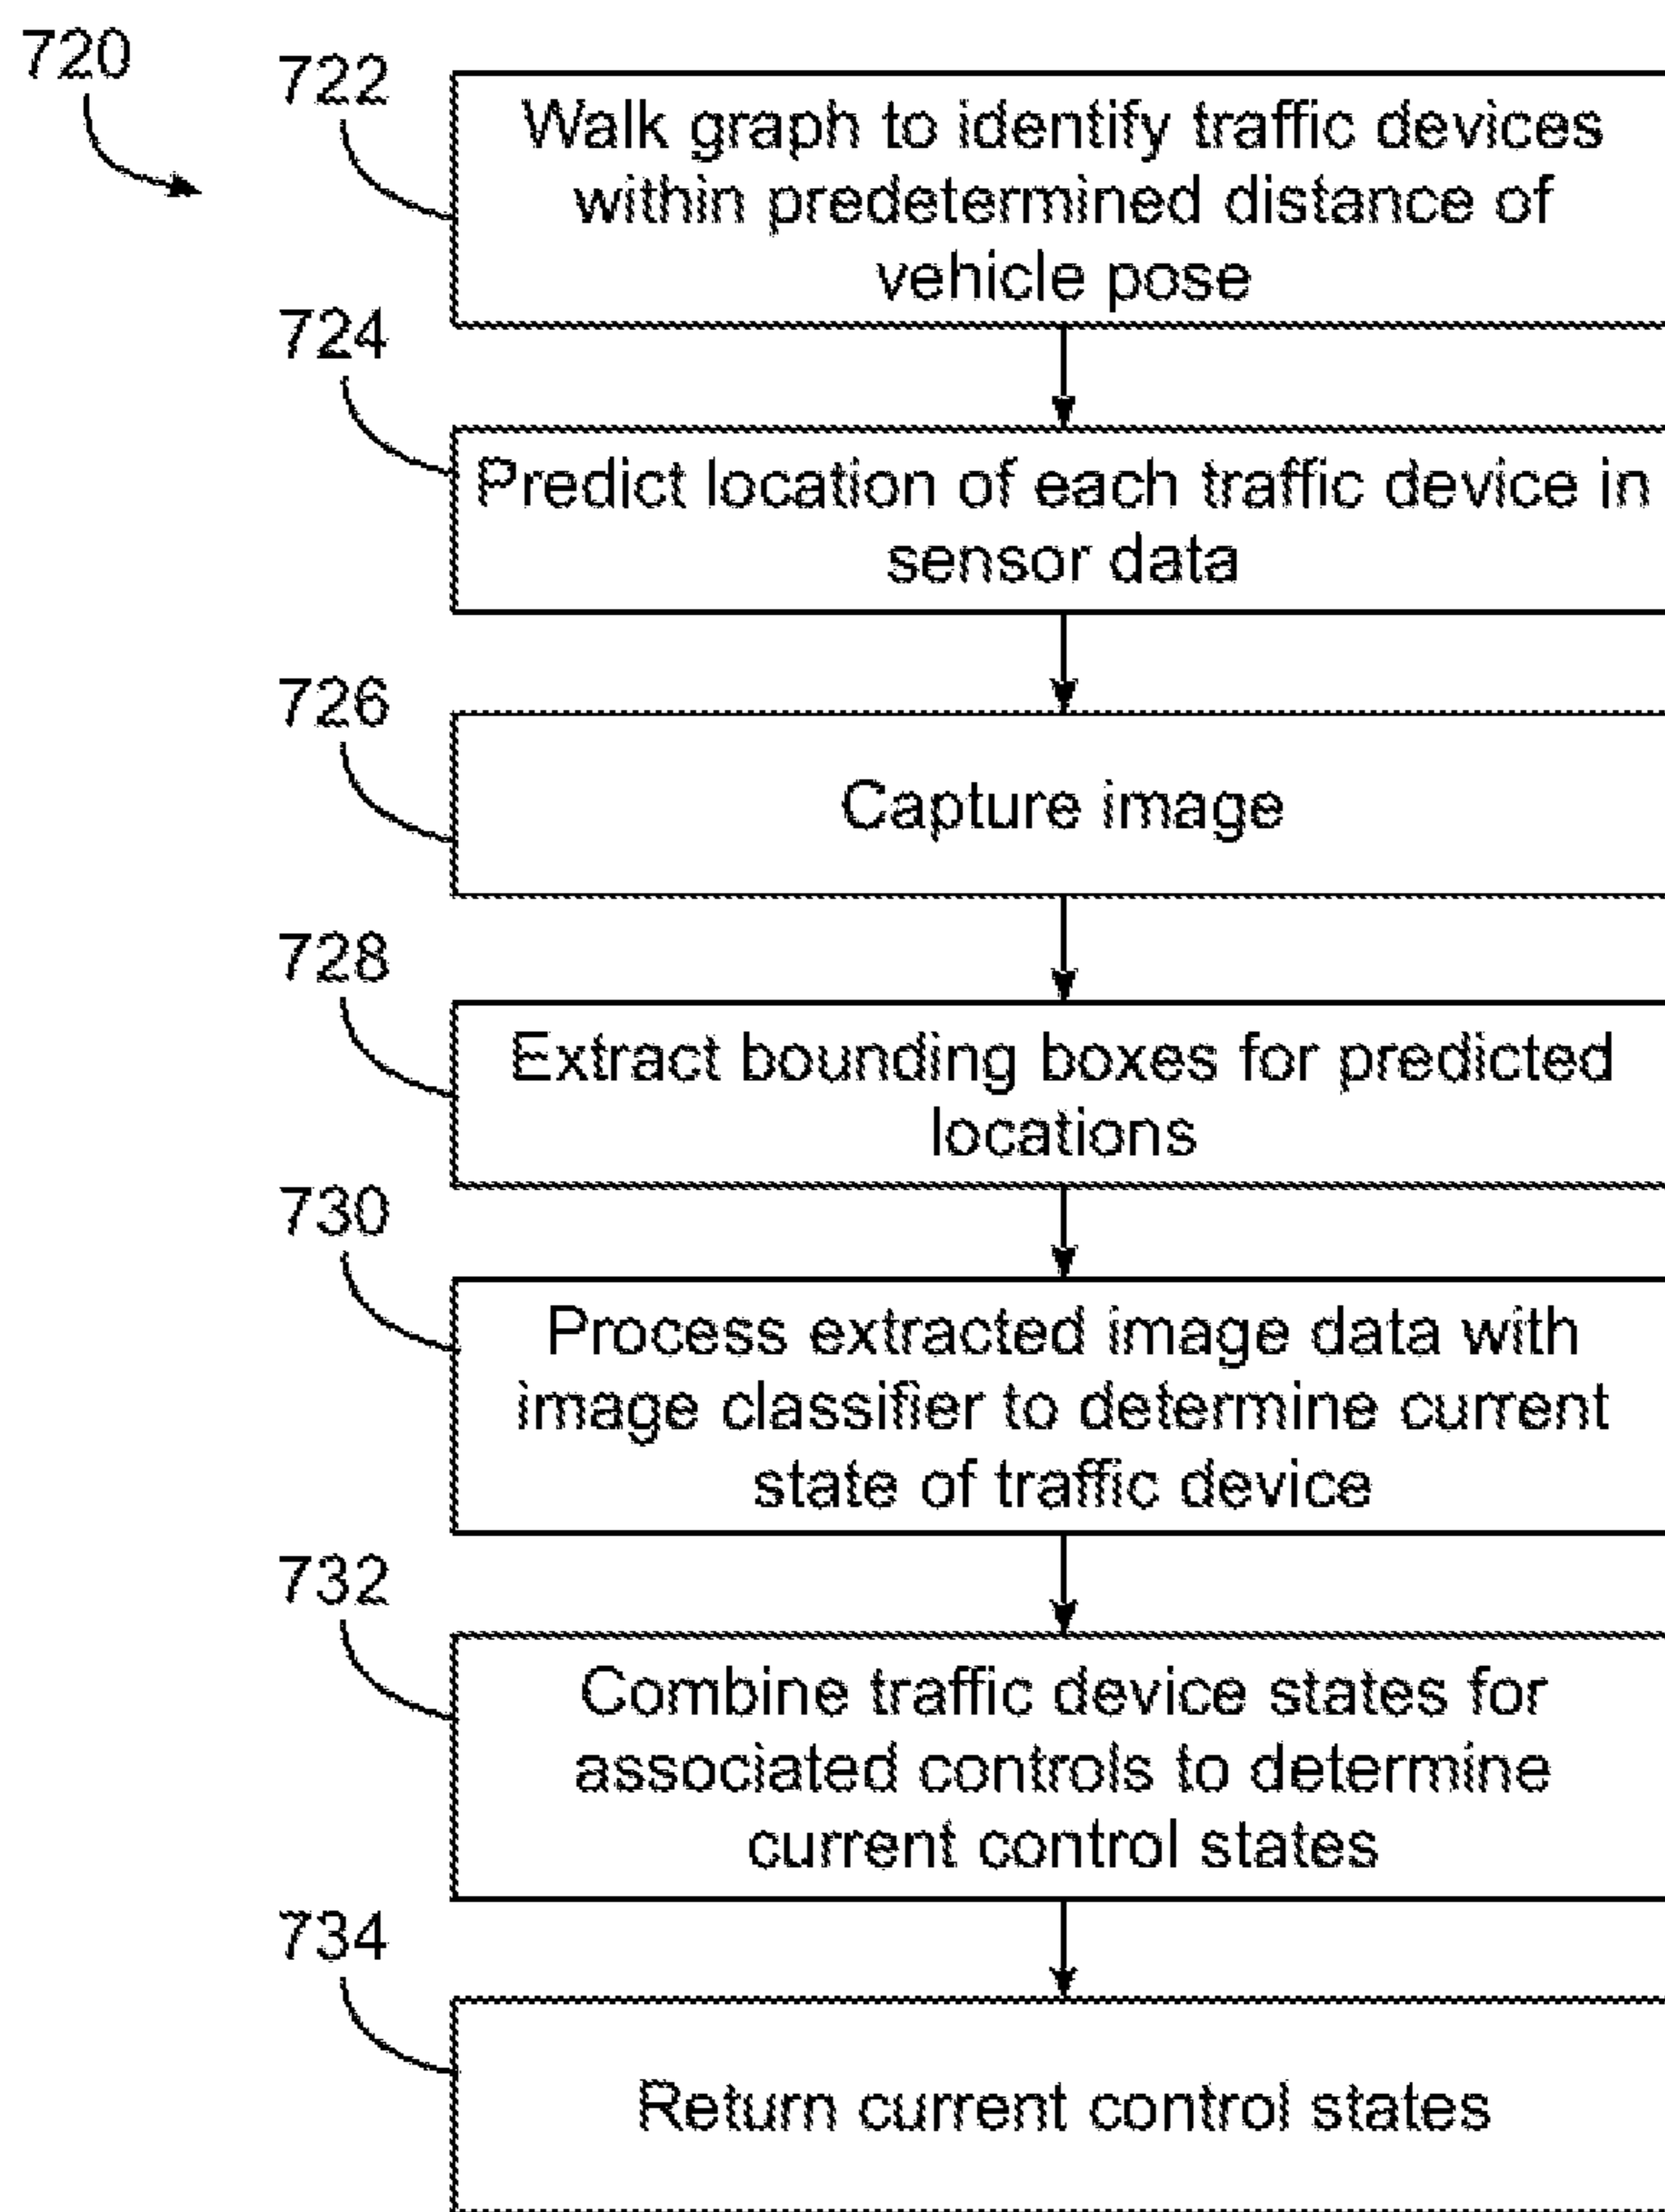 720
722
Walk graph to identify traffic devices
within predetermined distance of
vehicle pose
724
Predict location of each traffic device in
sensor data
726
Capture image
728
Extract bounding boxes for predicted
locations
730
Process extracted image data with
image classifier to determine current
state of traffic device
732
Combine traffic device states for
associated controls to determine
current control states
734
Return current control states